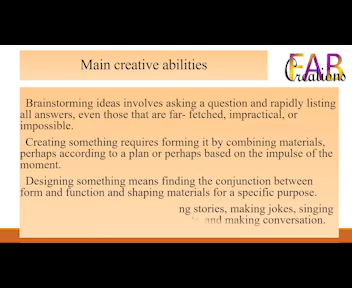 Main creative abilities
FAB
Creations
Brainstorming ideas involves asking a question and rapidly listing
all answers, even those that are far- fetched, impractical, or
impossible.
Creating something requires forming it by combining materials,
perhaps according to a plan or perhaps based on the impulse of the
moment.
Designing something means finding the conjunction between
form and function and shaping materials for a specific purpose.
ng stories, making jokes, singing
and making conversation.